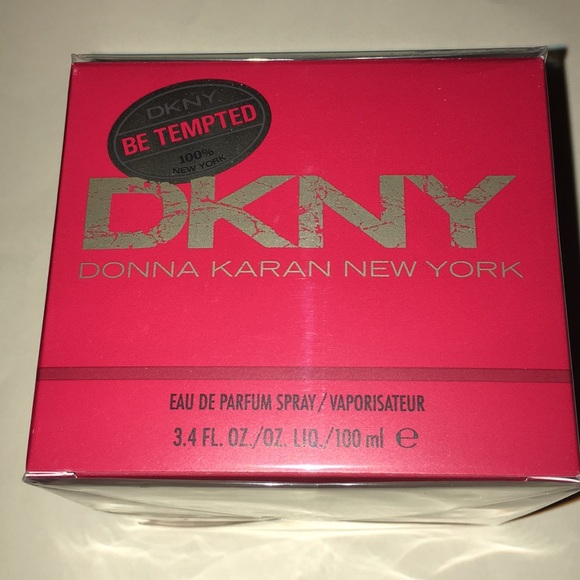 DKNY
BE TEMPTED
100%
NEW YORK
DKNY
DONNA KARAN NEW YORK
EAU DE PARFUM SPRAY / VAPORISATEUR
3.4 FL. OZ./OZ. LIQ./100 ml ℮